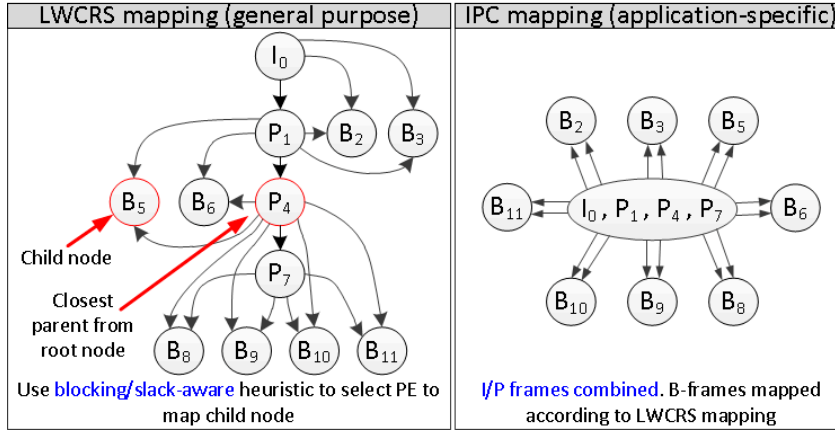 LWCRS mapping (general purpose)
I0
P1
B2
B3
B5
B6
P4
Child node
P7
Closest
parent from
root node
B8
B9
B10
B11
Use blocking/slack-aware heuristic to select PE to
map child node
IPC mapping (application-specific)
B2
B3
B5
B11
I0 , P1 , P4 , P7
B6
B10
B9
B8
I/P frames combined. B-frames mapped
according to LWCRS mapping